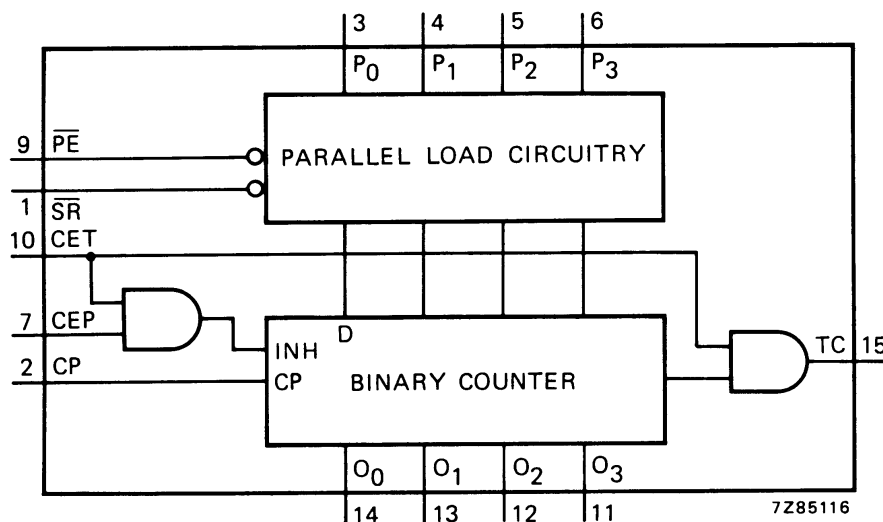 3 4 5 6
P0 P1 P2 P3
9 PE
PARALLEL LOAD CIRCUITRY
1 SR
10 CET
7 CEP
D
INH
TC 15
2 CP
CP BINARY COUNTER
O0 O1 O2 O3
14 13 12 11
7Z85116